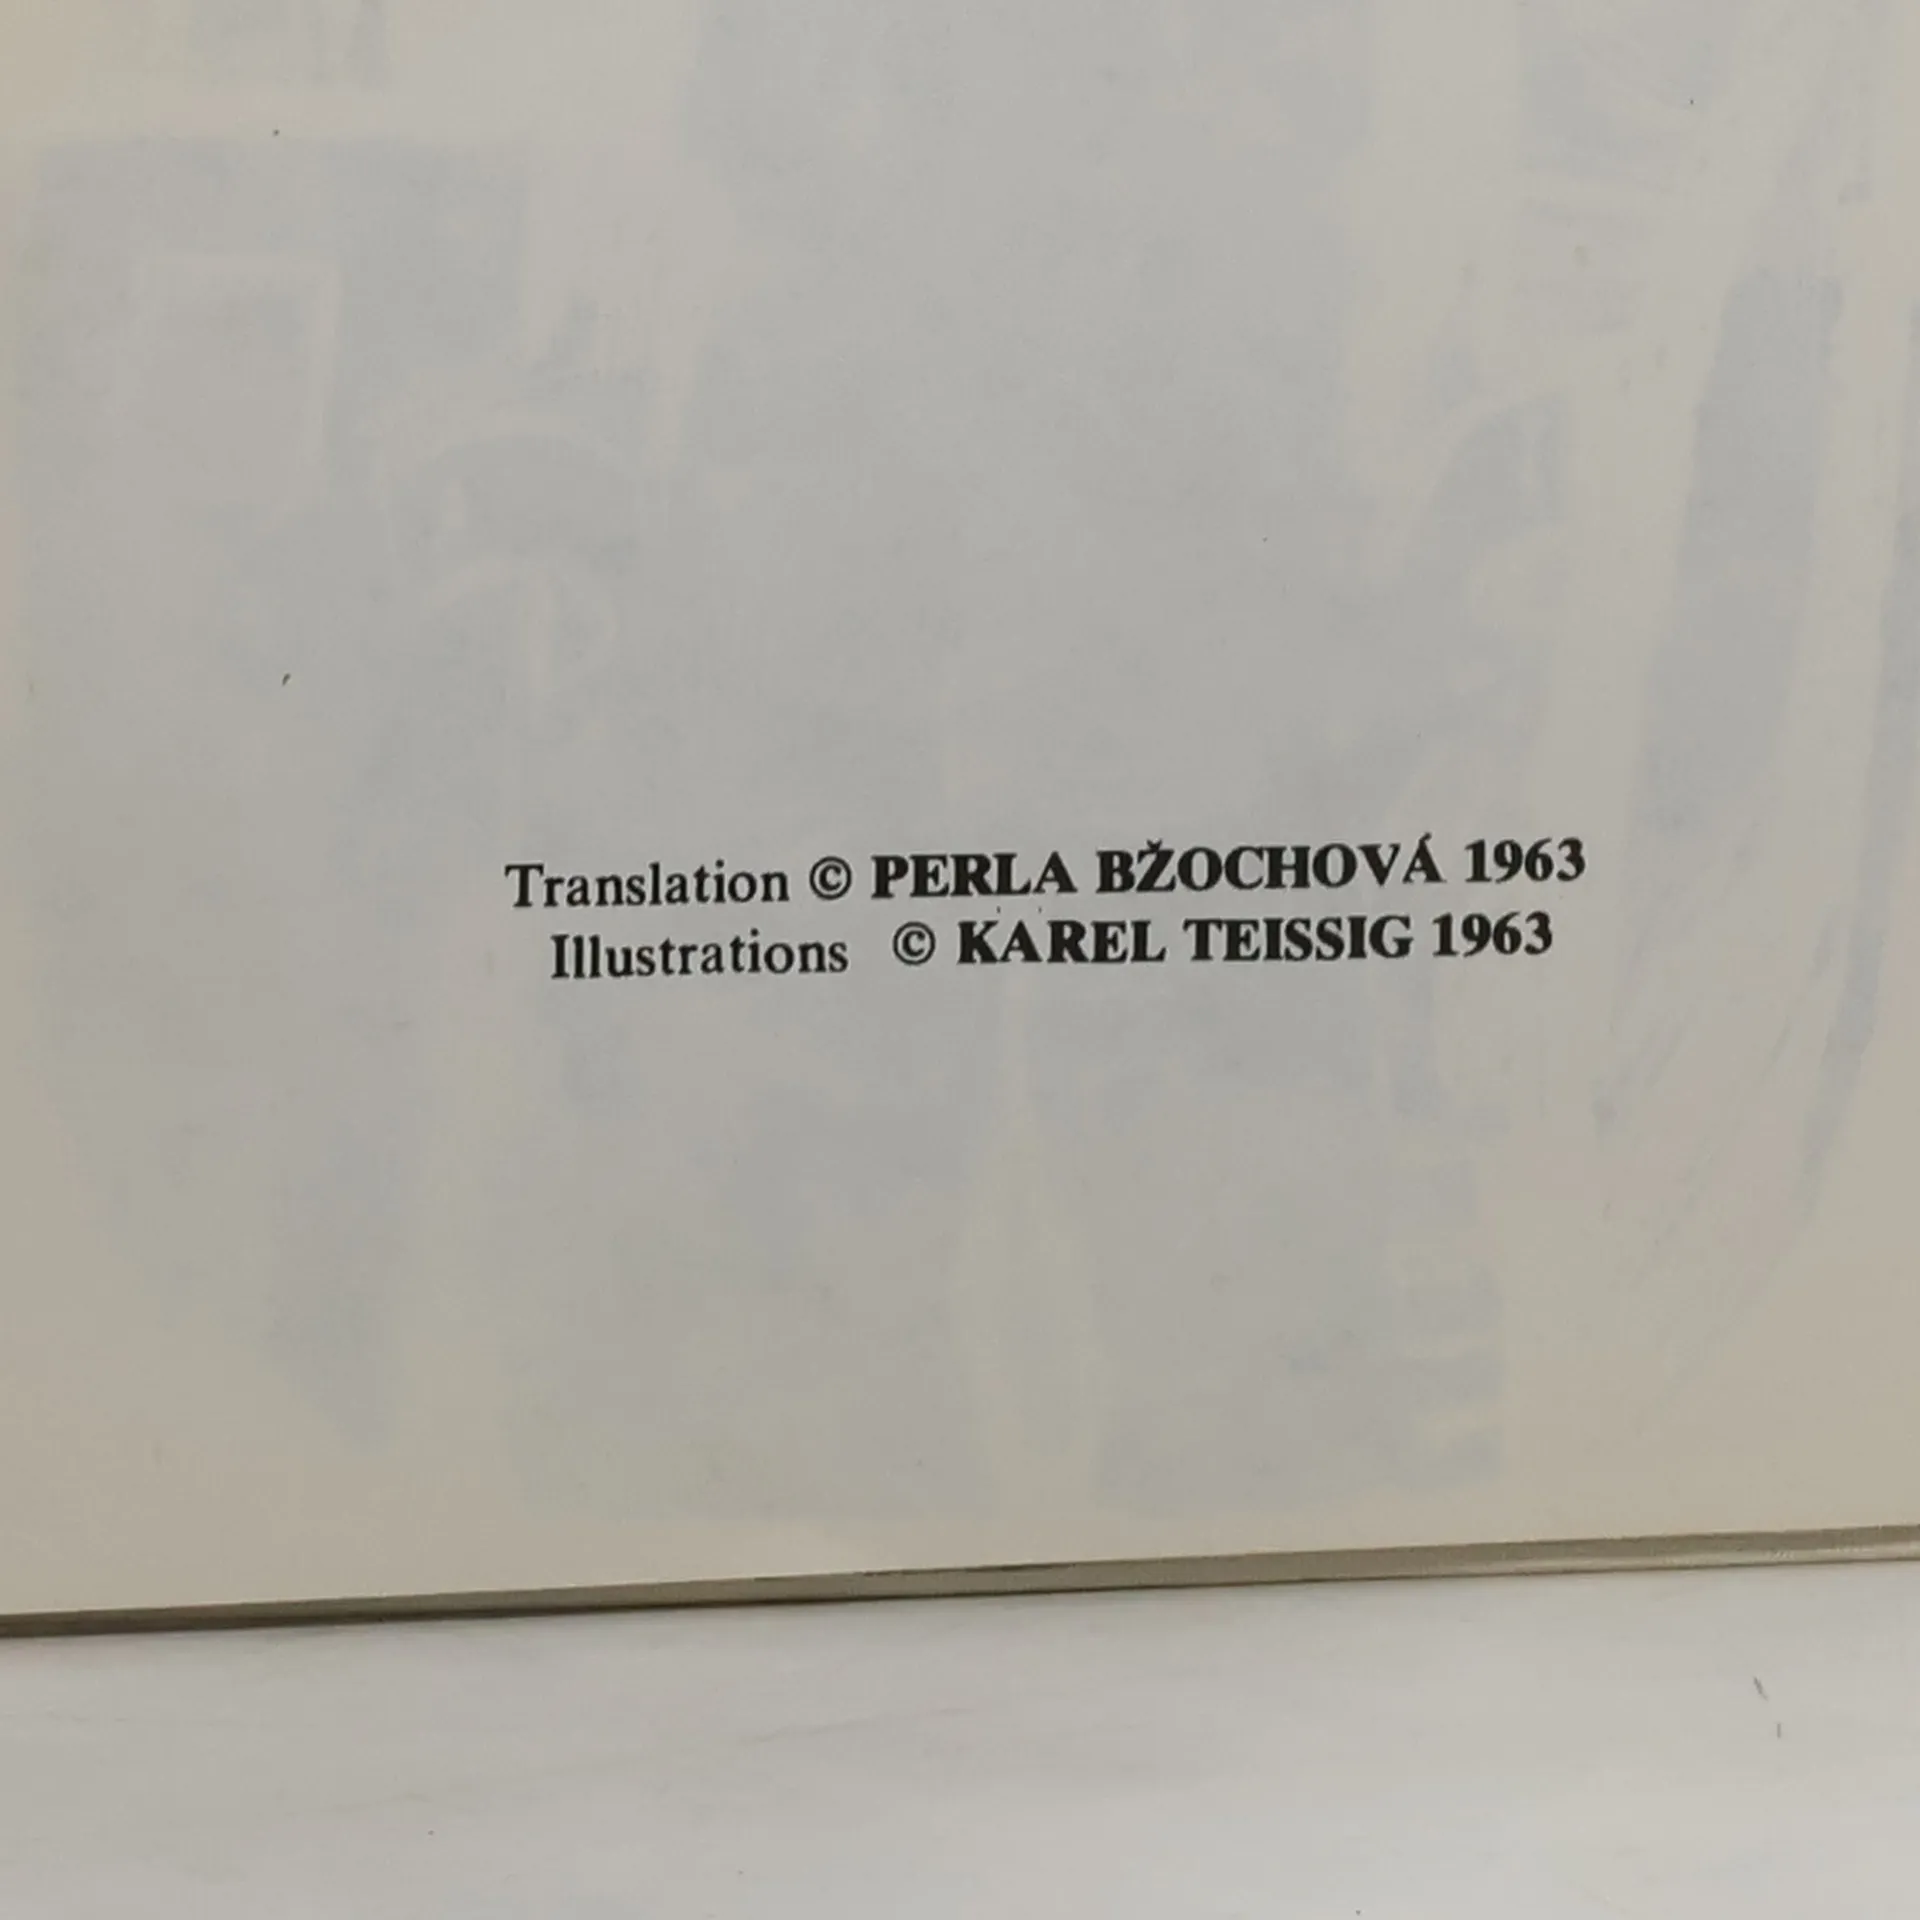 Translation © PERLA BŽOCHOVÁ 1963
Illustrations © KAREL TEISSIG 1963